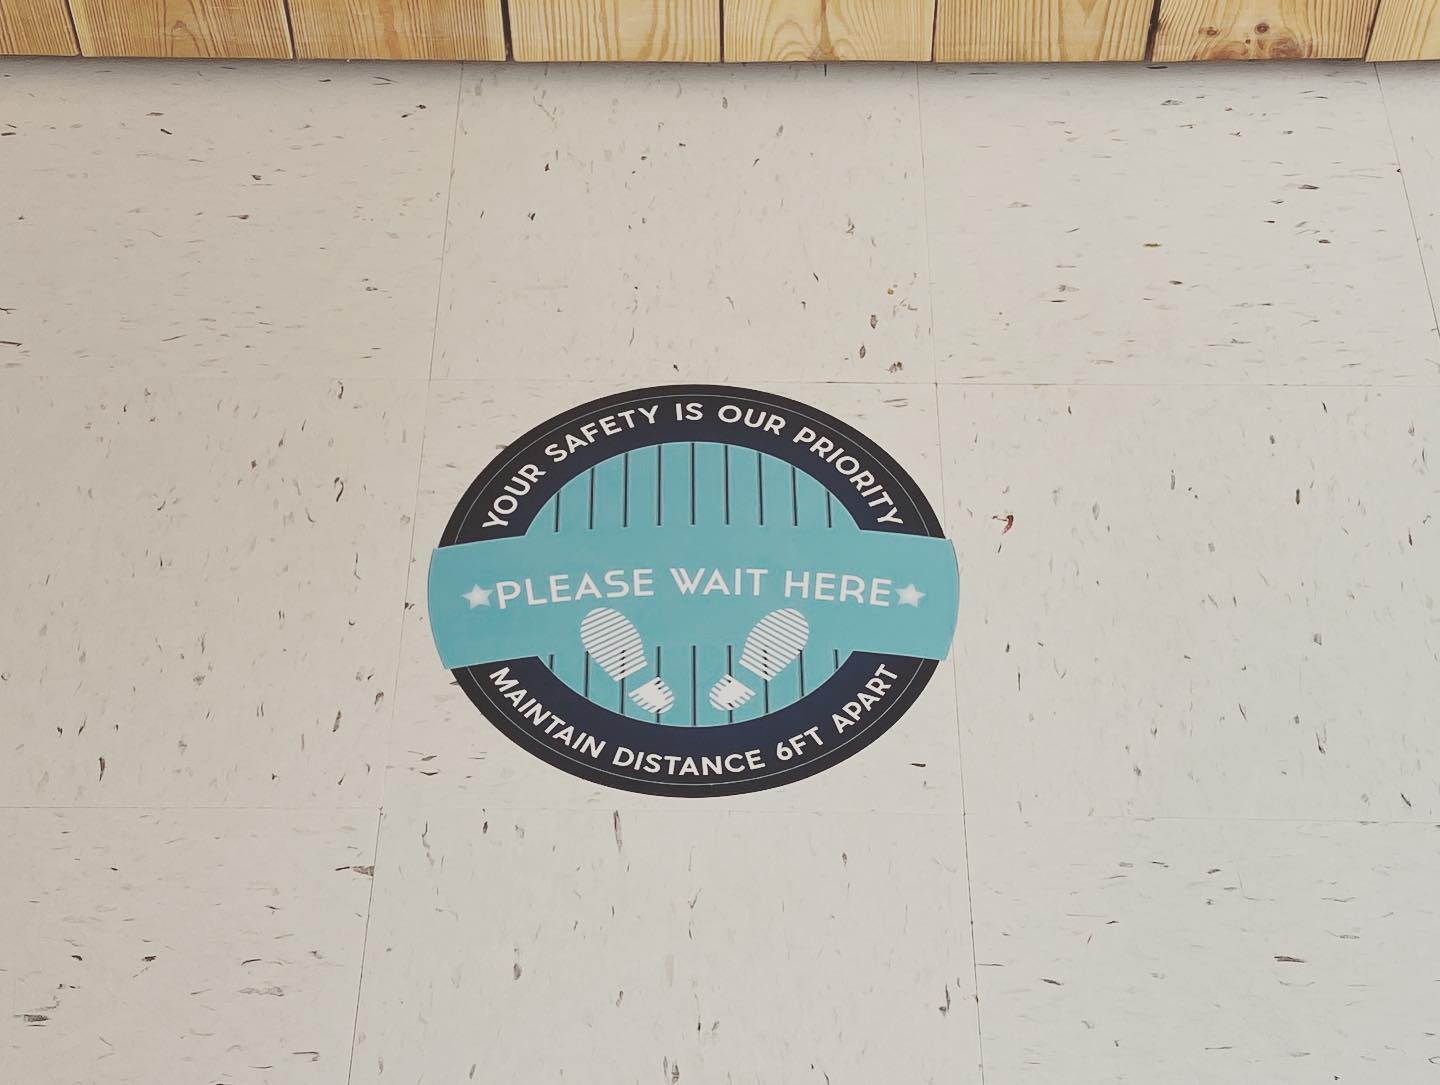 YOUR SAFETY IS OUR PRIORITY
PLEASE WAIT HERE
MAINTAIN DISTANCE 6FT APART